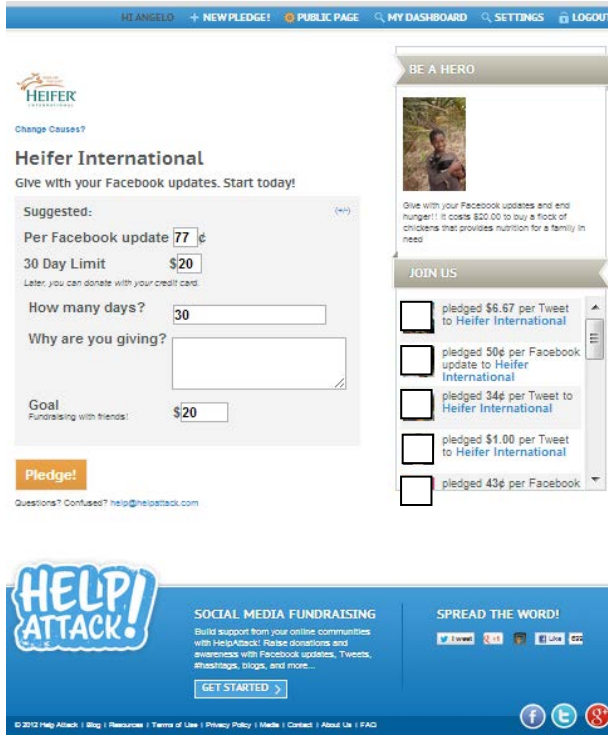 HI ANGELO + NEW PLEDGE! PUBLIC PAGE MY DASHBOARD SETTINGS LOGOUT
HEIFER
INTERNATIONAL
Change Causes?
Heifer International
Give with your Facebook updates. Start today!
Suggested: (+/-)
Per Facebook update 77 ¢
30 Day Limit $20
Later, you can donate with your credit card.
How many days? 30
Why are you giving?
Goal $20
Fundraising with friends!
Pledge!
Questions? Confused? help@helpattack.com
BE A HERO
Give with your Facebook updates and end
hunger!! It costs $20.00 to buy a flock of
chickens that provides nutrition for a family in
need
JOIN US
pledged $6.67 per Tweet
to Heifer International
pledged 50¢ per Facebook
update to Heifer
International
pledged 34¢ per Tweet to
Heifer International
pledged $1.00 per Tweet
to Heifer International
pledged 43¢ per Facebook
HELP!
ATTACK!
SOCIAL MEDIA FUNDRAISING
Build support from your online communities
with HelpAttack! Raise donations and
awareness with Facebook updates, Tweets,
#hashtags, blogs, and more...
GET STARTED >
SPREAD THE WORD!
Tweet +1 Like
© 2012 Help Attack | Blog | Resources | Terms of Use | Privacy Policy | Media | Contact | About Us | FAQ